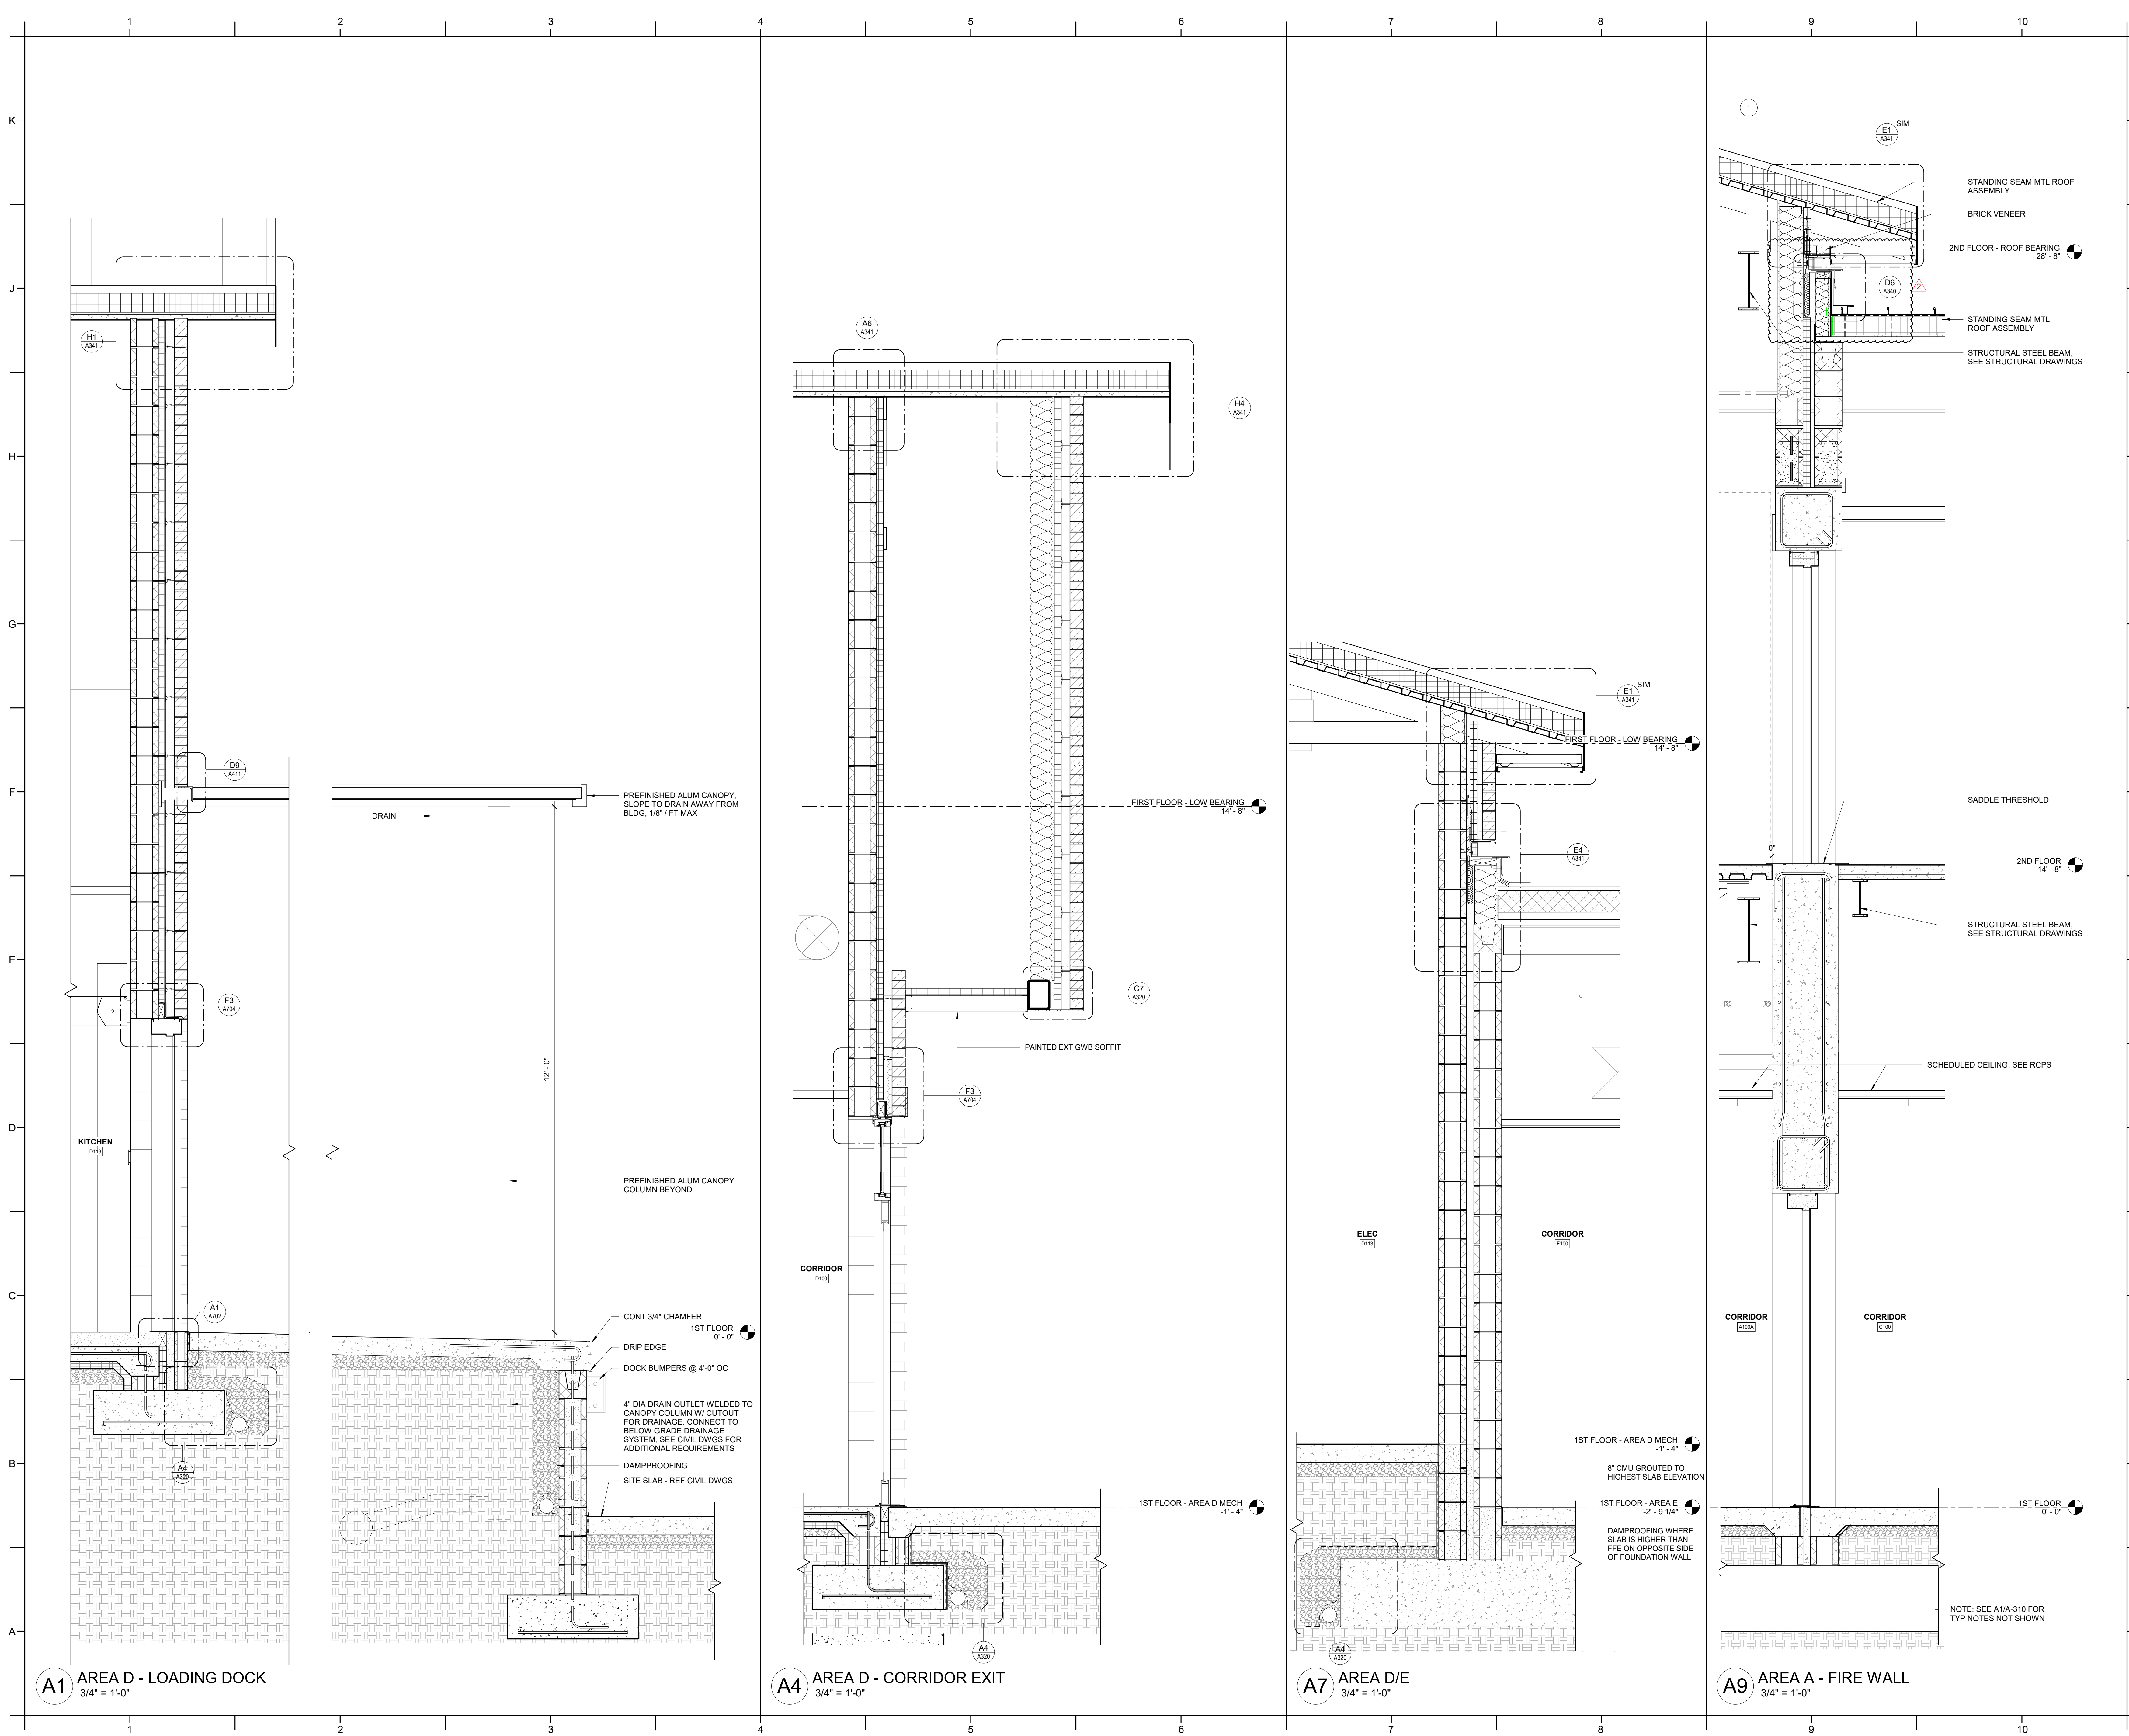 1 2 3 4 5 6 7 8 9 10
K
J
H
G
F
E
D
C
B
A
H1
A341
D9
A411
PREFINISHED ALUM CANOPY,
SLOPE TO DRAIN AWAY FROM
BLDG, 1/8" / FT MAX
DRAIN
F3
A704
12' - 0"
KITCHEN
D118
PREFINISHED ALUM CANOPY
COLUMN BEYOND
A1
A702
CONT 3/4" CHAMFER
1ST FLOOR
0' - 0"
DRIP EDGE
DOCK BUMPERS @ 4'-0" OC
4" DIA DRAIN OUTLET WELDED TO
CANOPY COLUMN W/ CUTOUT
FOR DRAINAGE. CONNECT TO
BELOW GRADE DRAINAGE
SYSTEM, SEE CIVIL DWGS FOR
ADDITIONAL REQUIREMENTS
DAMPPROOFING
SITE SLAB - REF CIVIL DWGS
A4
A320
A1
AREA D - LOADING DOCK
3/4" = 1'-0"
A6
A341
H4
A341
FIRST FLOOR - LOW BEARING
14' - 8"
C7
A320
PAINTED EXT GWB SOFFIT
F3
A704
CORRIDOR
D100
1ST FLOOR - AREA D MECH
-1' - 4"
A4
A320
A4
AREA D - CORRIDOR EXIT
3/4" = 1'-0"
E1
A341
SIM
FIRST FLOOR - LOW BEARING
14' - 8"
E4
A341
ELEC
D113
CORRIDOR
E100
1ST FLOOR - AREA D MECH
-1' - 4"
8" CMU GROUTED TO
HIGHEST SLAB ELEVATION
1ST FLOOR - AREA E
-2' - 9 1/4"
DAMPROOFING WHERE
SLAB IS HIGHER THAN
FFE ON OPPOSITE SIDE
OF FOUNDATION WALL
A4
A320
A7
AREA D/E
3/4" = 1'-0"
1
E1
A341
SIM
STANDING SEAM MTL ROOF
ASSEMBLY
BRICK VENEER
2ND FLOOR - ROOF BEARING
28' - 8"
D6
A340
2
STANDING SEAM MTL
ROOF ASSEMBLY
STRUCTURAL STEEL BEAM,
SEE STRUCTURAL DRAWINGS
SADDLE THRESHOLD
0"
2ND FLOOR
14' - 8"
STRUCTURAL STEEL BEAM,
SEE STRUCTURAL DRAWINGS
SCHEDULED CEILING, SEE RCPS
CORRIDOR
A100A
CORRIDOR
C100
1ST FLOOR
0' - 0"
NOTE: SEE A1/A-310 FOR
TYP NOTES NOT SHOWN
A9
AREA A - FIRE WALL
3/4" = 1'-0"
1 2 3 4 5 6 7 8 9 10